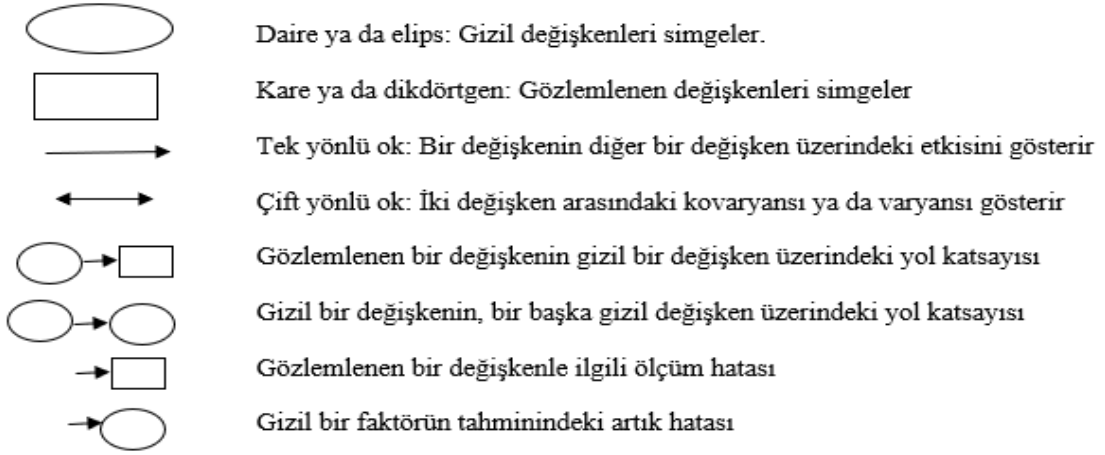 Daire ya da elips: Gizil değişkenleri simgeler.
Kare ya da dikdörtgen: Gözlemlenen değişkenleri simgeler
Tek yönlü ok: Bir değişkenin diğer bir değişken üzerindeki etkisini gösterir
Çift yönlü ok: İki değişken arasındaki kovaryansı ya da varyansı gösterir
Gözlemlenen bir değişkenin gizil bir değişken üzerindeki yol katsayısı
Gizil bir değişkenin, bir başka gizil değişken üzerindeki yol katsayısı
Gözlemlenen bir değişkenle ilgili ölçüm hatası
Gizil bir faktörün tahminindeki artık hatası